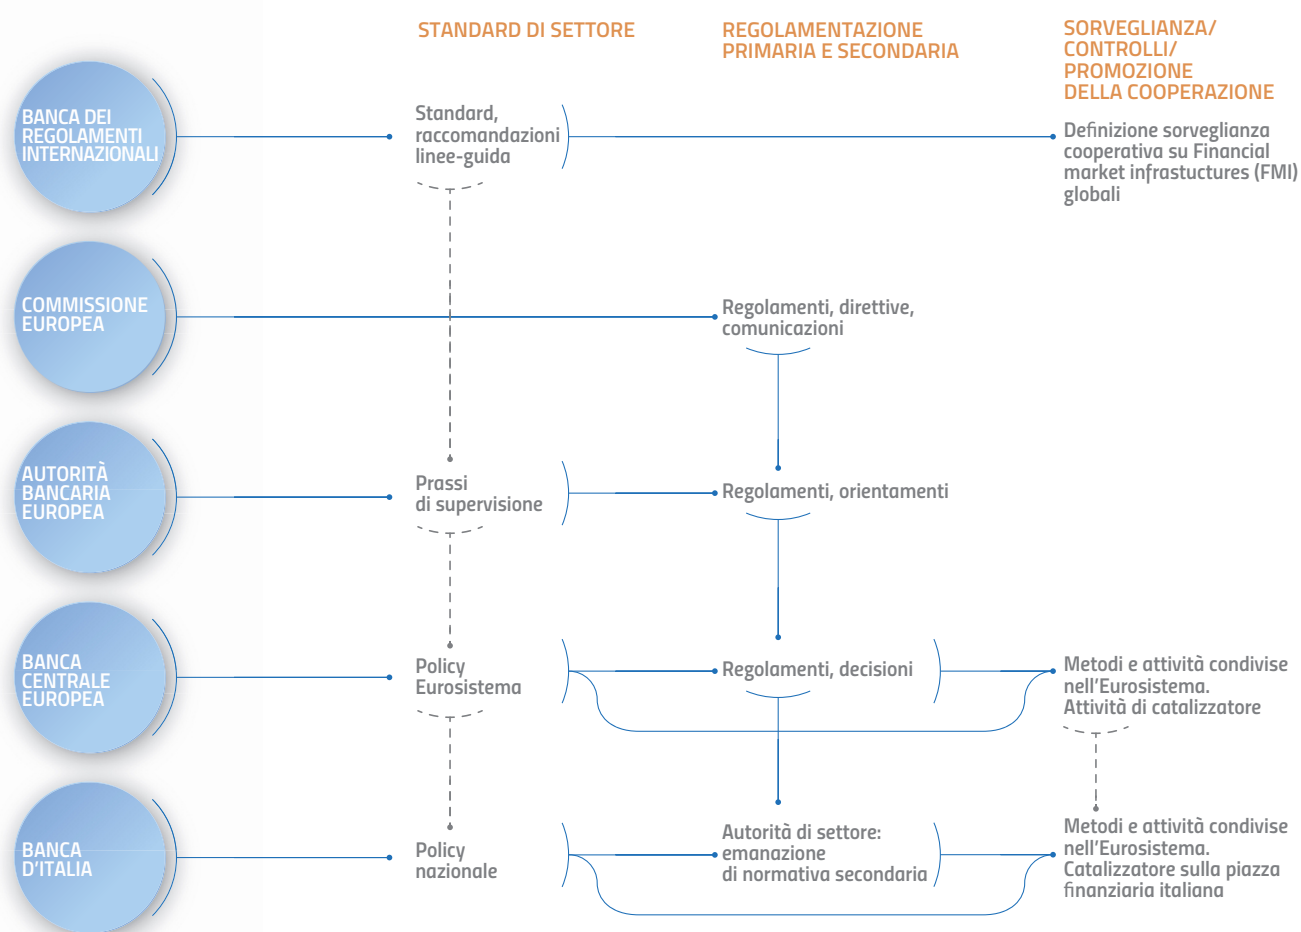 STANDARD DI SETTORE
REGOLAMENTAZIONE
PRIMARIA E SECONDARIA
SORVEGLIANZA/
CONTROLLI/
PROMOZIONE
DELLA COOPERAZIONE
BANCA DEI
REGOLAMENTI
INTERNAZIONALI
Standard,
raccomandazioni
linee-guida
Definizione sorveglianza
cooperativa su Financial
market infrastuctures (FMI)
globali
COMMISSIONE
EUROPEA
Regolamenti, direttive,
comunicazioni
AUTORITÀ
BANCARIA
EUROPEA
Prassi
di supervisione
Regolamenti, orientamenti
BANCA
CENTRALE
EUROPEA
Policy
Eurosistema
Regolamenti, decisioni
Metodi e attività condivise
nell'Eurosistema.
Attività di catalizzatore
BANCA
D'ITALIA
Policy
nazionale
Autorità di settore:
emanazione
di normativa secondaria
Metodi e attività condivise
nell'Eurosistema.
Catalizzatore sulla piazza
finanziaria italiana